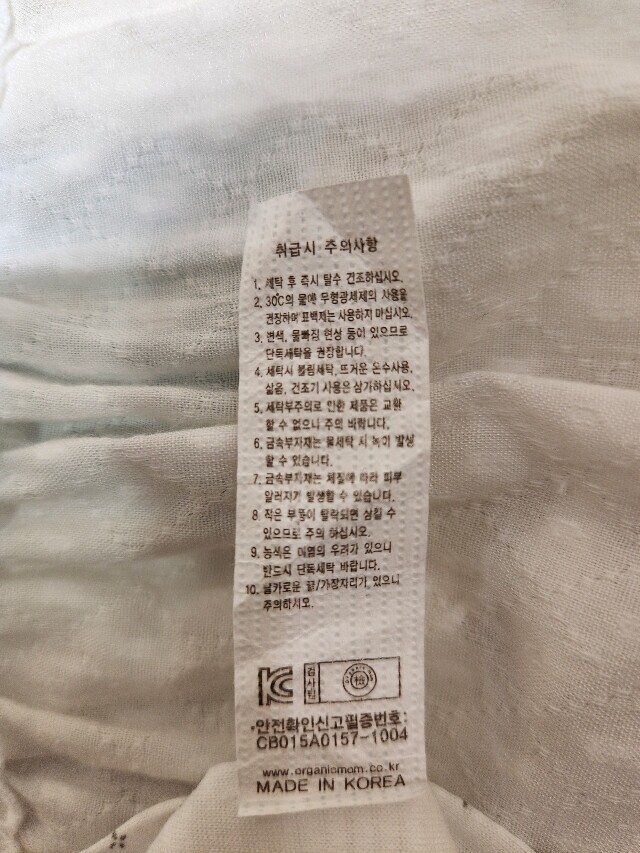 취급시 주의사항
1. 세탁 후 즉시 탈수 건조하십시오.
2. 30℃의 물에 무형광세제의 사용을
권장하며 표백제는 사용하지 마십시오.
3. 변색, 물빠짐 현상 등이 있으므로
단독세탁을 권장합니다.
4. 세탁시 불림세탁, 뜨거운 온수사용,
삶음, 건조기 사용은 삼가하십시오.
5. 세탁부주의로 인한 제품은 교환
할 수 없으니 주의 바랍니다.
6. 금속부자재는 물세탁 시 녹이 발생
할 수 있습니다.
7. 금속부자재는 체질에 따라 피부
알러지가 발생할 수 있습니다.
8. 작은 부품이 탈락되면 삼킬 수
있으므로 주의 하십시오.
9. 농색은 이염의 우려가 있으니
반드시 단독세탁 바랍니다.
10. 날카로운 끝/가장자리가 있으니
주의하시오.
KC 검사필 檢
•안전확인신고필증번호:
CB015A0157-1004
www.organicmom.co.kr
MADE IN KOREA